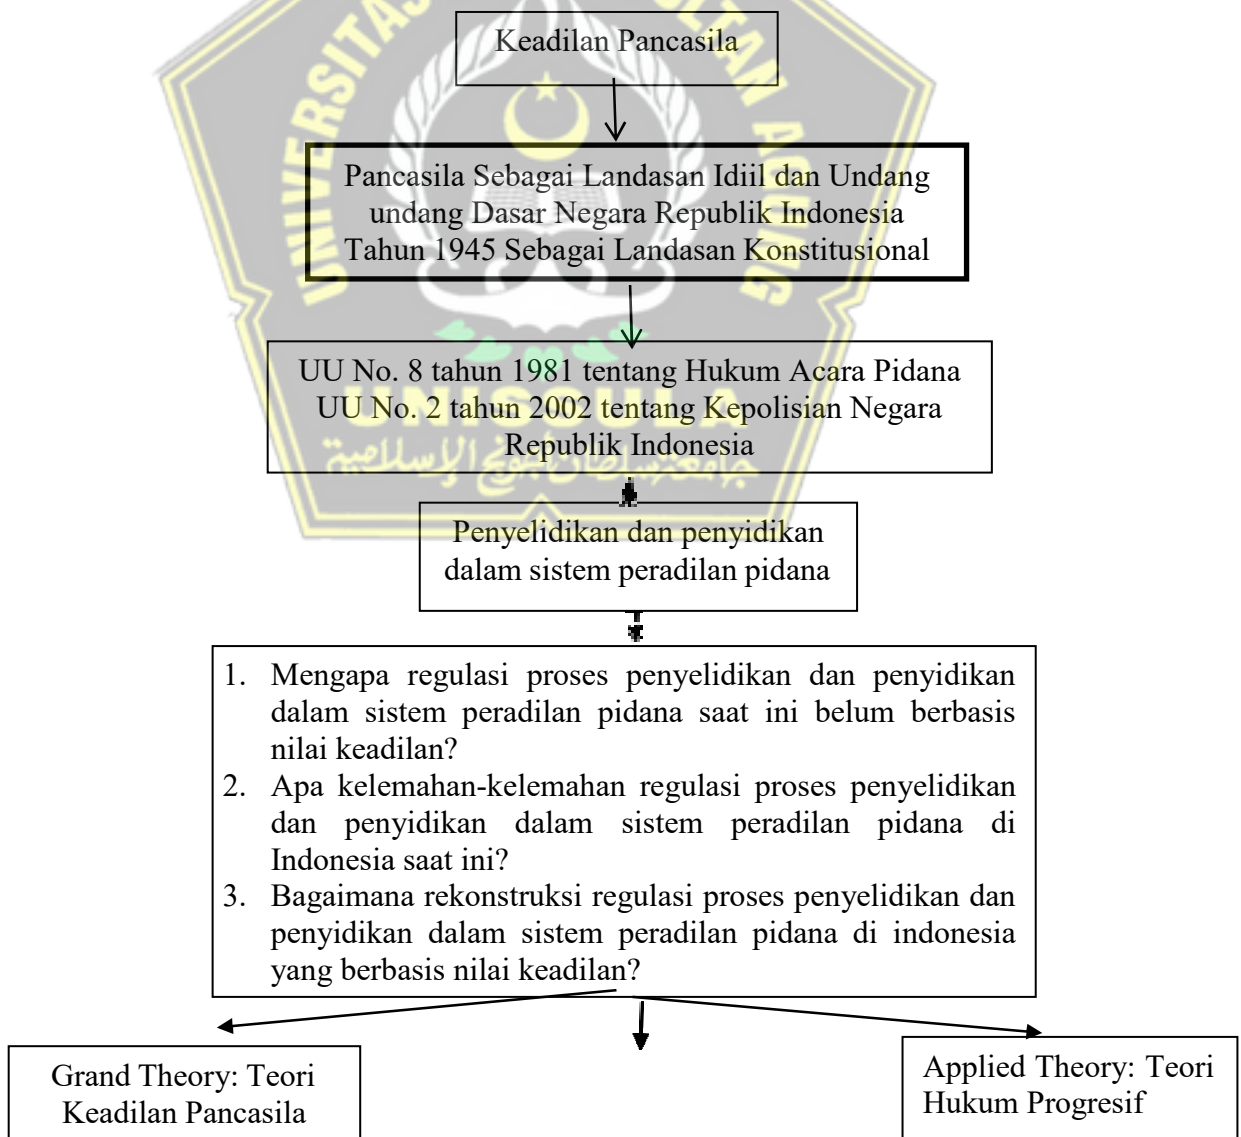 Keadilan Pancasila
Pancasila Sebagai Landasan Idiil dan Undang
undang Dasar Negara Republik Indonesia
Tahun 1945 Sebagai Landasan Konstitusional
UU No. 8 tahun 1981 tentang Hukum Acara Pidana
UU No. 2 tahun 2002 tentang Kepolisian Negara
Republik Indonesia
UNISSULA
جامعة سلطان أجونج الإسلامية
Penyelidikan dan penyidikan
dalam sistem peradilan pidana
1. Mengapa regulasi proses penyelidikan dan penyidikan
dalam sistem peradilan pidana saat ini belum berbasis
nilai keadilan?
2. Apa kelemahan-kelemahan regulasi proses penyelidikan
dan penyidikan dalam sistem peradilan pidana di
Indonesia saat ini?
3. Bagaimana rekonstruksi regulasi proses penyelidikan dan
penyidikan dalam sistem peradilan pidana di indonesia
yang berbasis nilai keadilan?
Grand Theory: Teori
Keadilan Pancasila
Applied Theory: Teori
Hukum Progresif